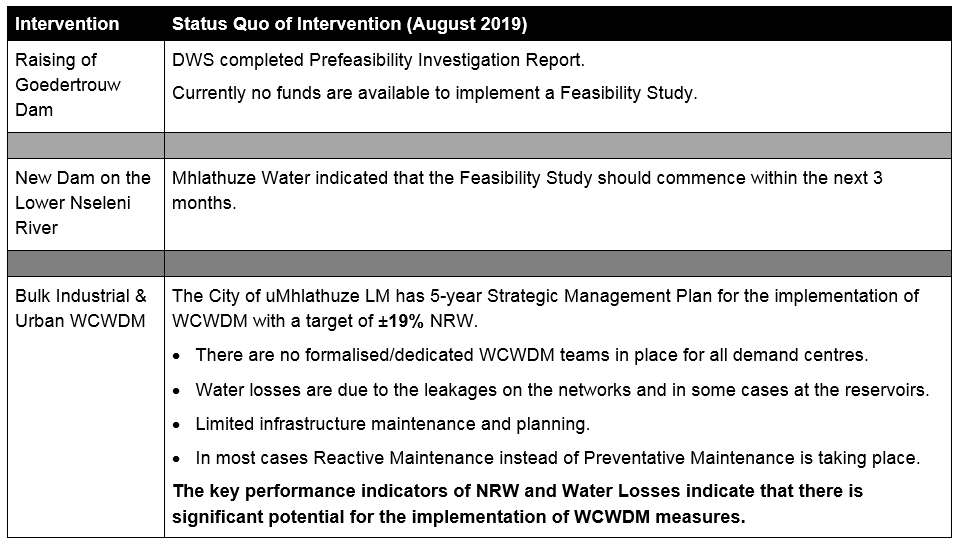 Intervention
Status Quo of Intervention (August 2019)
Raising of
Goedertrouw
Dam
DWS completed Prefeasibility Investigation Report.
Currently no funds are available to implement a Feasibility Study.
New Dam on the
Lower Nseleni
River
Mhlathuze Water indicated that the Feasibility Study should commence within the next 3
months.
Bulk Industrial &
Urban WCWDM
The City of uMhlathuze LM has 5-year Strategic Management Plan for the implementation of
WCWDM with a target of ±19% NRW.
• There are no formalised/dedicated WCWDM teams in place for all demand centres.
• Water losses are due to the leakages on the networks and in some cases at the reservoirs.
• Limited infrastructure maintenance and planning.
• In most cases Reactive Maintenance instead of Preventative Maintenance is taking place.
The key performance indicators of NRW and Water Losses indicate that there is
significant potential for the implementation of WCWDM measures.